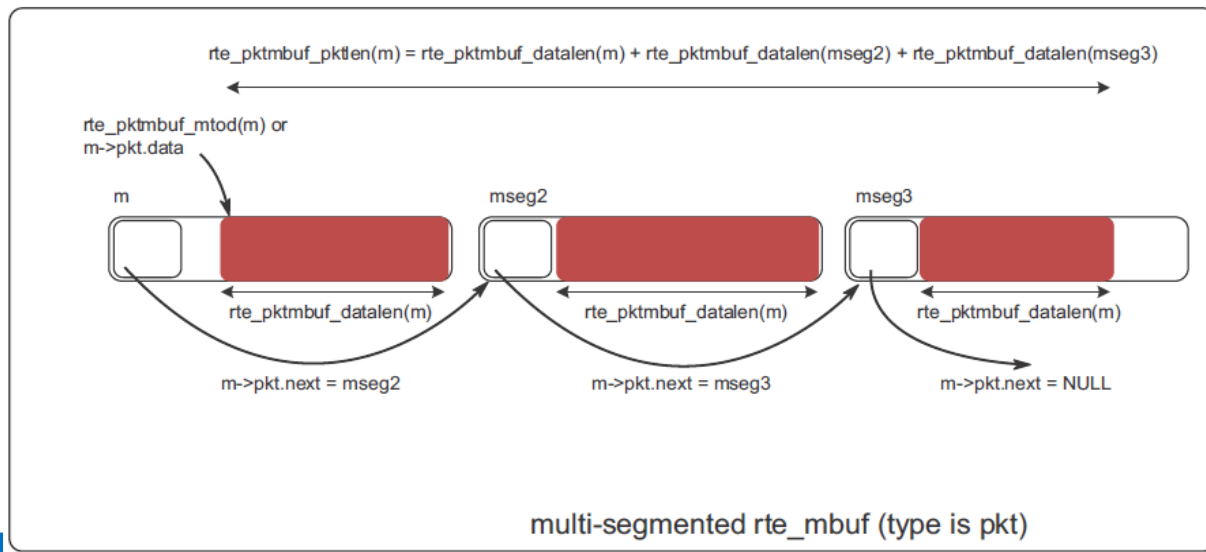 rte_pktmbuf_pktlen(m) = rte_pktmbuf_datalen(m) + rte_pktmbuf_datalen(mseg2) + rte_pktmbuf_datalen(mseg3)
rte_pktmbuf_mtod(m) or
m->pkt.data
m
mseg2
mseg3
rte_pktmbuf_datalen(m)
rte_pktmbuf_datalen(m)
rte_pktmbuf_datalen(m)
m->pkt.next = mseg2
m->pkt.next = mseg3
m->pkt.next = NULL
multi-segmented rte_mbuf (type is pkt)